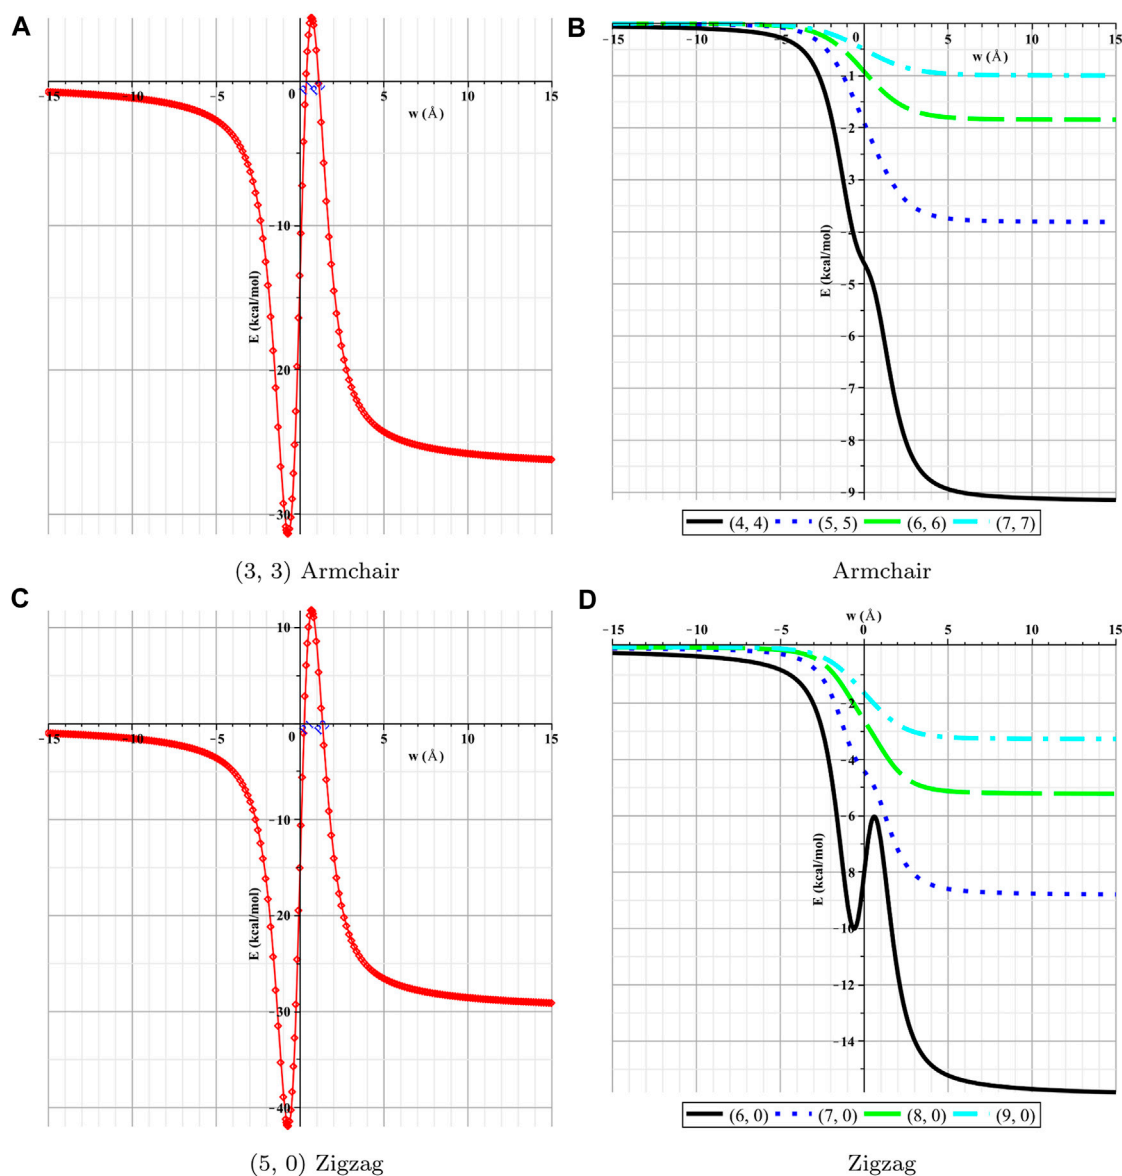 A
−15 −10 −5 0 5 10 15
w (Å)
−10
E (kcal/mol)
−20
−30
(3, 3) Armchair
B
−15 −10 −5 0 5 10 15
w (Å)
−1
−2
−3
−4
E (kcal/mol)
−5
−6
−7
−8
−9
(4, 4) (5, 5) (6, 6) (7, 7)
Armchair
C
10
−15 −10 −5 0 5 10 15
w (Å)
−10
−20
E (kcal/mol)
−30
−40
(5, 0) Zigzag
D
w (Å)
−15 −10 −5 0 5 10 15
−2
−4
−6
−8
E (kcal/mol)
−10
−12
−14
(6, 0) (7, 0) (8, 0) (9, 0)
Zigzag